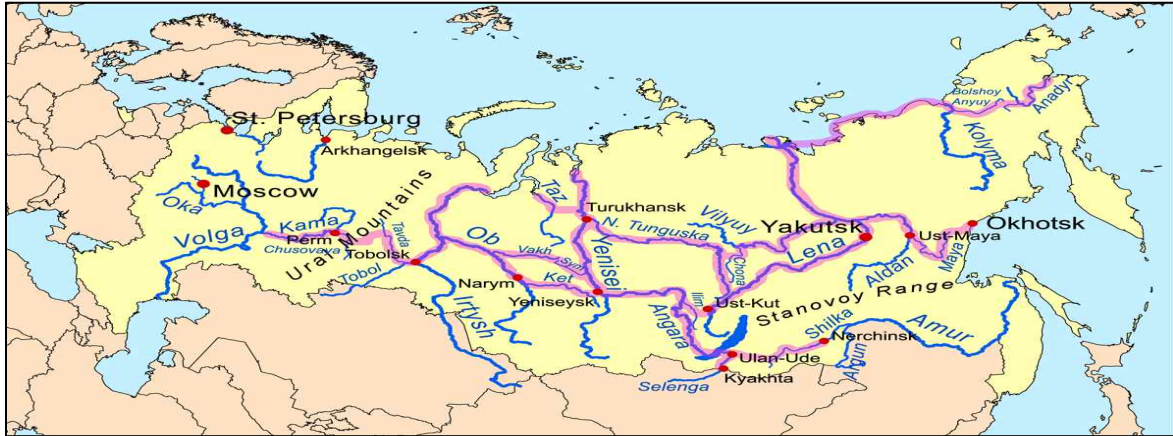 St. Petersburg
Arkhangelsk
Moscow
Oka
Volga
Kama
Perm
Chusovaya
Ural Mountains
Tavda
Tobolsk
Tobol
Irtysh
Ob
Vakh
Sym
Ket
Narym
Yeniseysk
Yenisei
Taz
Turukhansk
N. Tunguska
Vilyuy
Chona
Ilim
Ust-Kut
Angara
Yakutsk
Lena
Aldan
Ust-Maya
Maya
Okhotsk
Bolshoy
Anyuy
Anadyr
Kolyma
Stanovoy Range
Shilka
Nerchinsk
Argun
Amur
Ulan-Ude
Kyakhta
Selenga